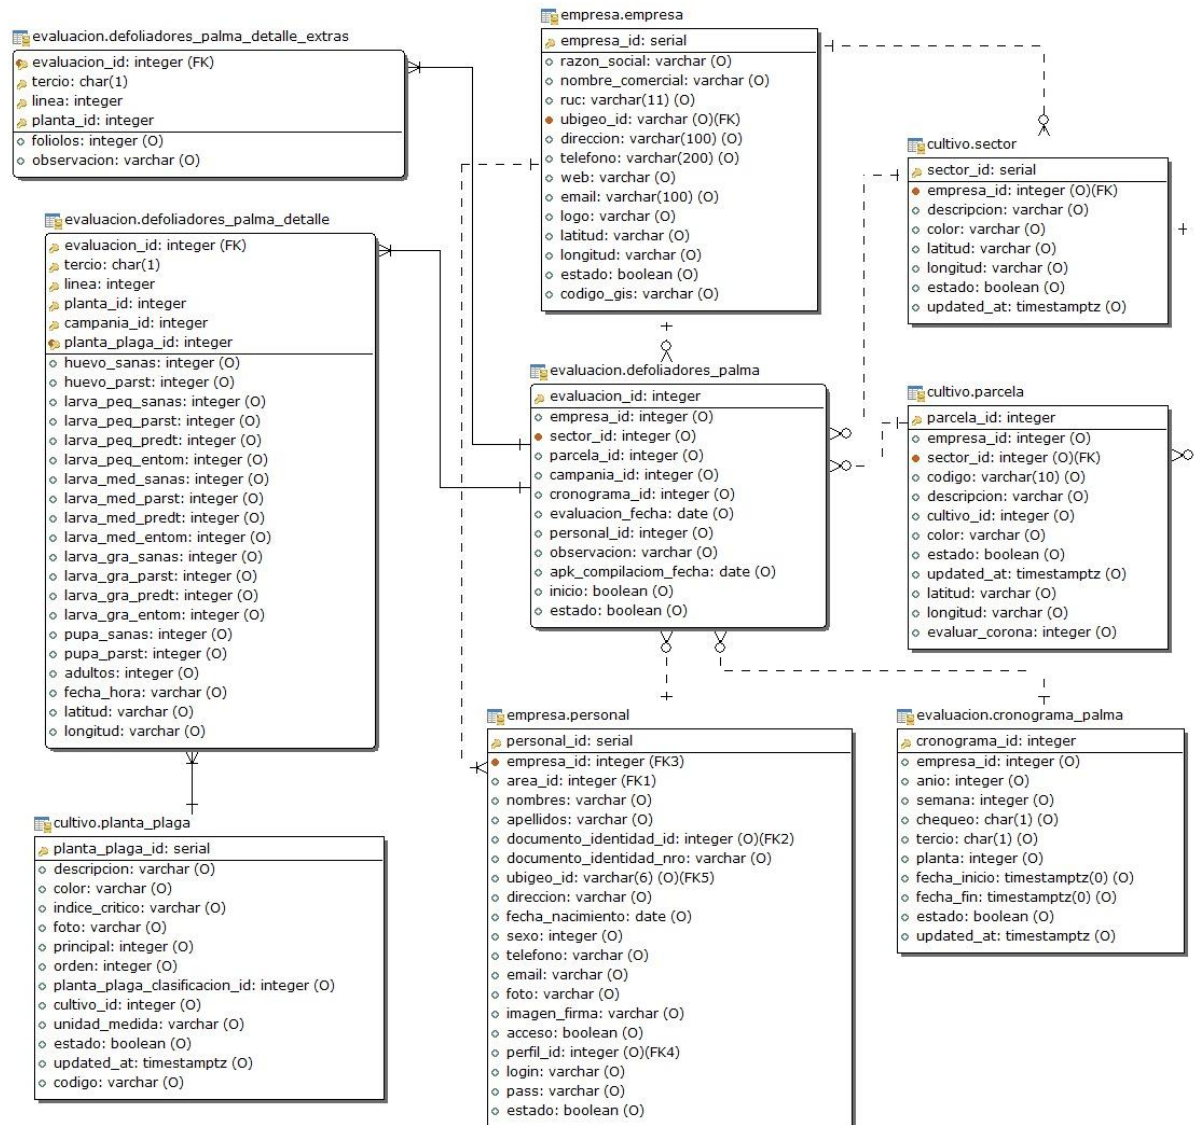 evaluacion.defoliadores_palma_detalle_extras
evaluacion_id: integer (FK)
tercio: char(1)
linea: integer
planta_id: integer
foliolos: integer (O)
observacion: varchar (O)
evaluacion.defoliadores_palma_detalle
evaluacion_id: integer (FK)
tercio: char(1)
linea: integer
planta_id: integer
campania_id: integer
planta_plaga_id: integer
huevo_sanas: integer (O)
huevo_parst: integer (O)
larva_peq_sanas: integer (O)
larva_peq_parst: integer (O)
larva_peq_predt: integer (O)
larva_peq_entom: integer (O)
larva_med_sanas: integer (O)
larva_med_parst: integer (O)
larva_med_predt: integer (O)
larva_med_entom: integer (O)
larva_gra_sanas: integer (O)
larva_gra_parst: integer (O)
larva_gra_predt: integer (O)
larva_gra_entom: integer (O)
pupa_sanas: integer (O)
pupa_parst: integer (O)
adultos: integer (O)
fecha_hora: varchar (O)
latitud: varchar (O)
longitud: varchar (O)
cultivo.planta_plaga
planta_plaga_id: serial
descripcion: varchar (O)
color: varchar (O)
indice_critico: varchar (O)
foto: varchar (O)
principal: integer (O)
orden: integer (O)
planta_plaga_clasificacion_id: integer (O)
cultivo_id: integer (O)
unidad_medida: varchar (O)
estado: boolean (O)
updated_at: timestamptz (O)
codigo: varchar (O)
empresa.empresa
empresa_id: serial
razon_social: varchar (O)
nombre_comercial: varchar (O)
ruc: varchar(11) (O)
ubigeo_id: varchar (O)(FK)
direccion: varchar(100) (O)
telefono: varchar(200) (O)
web: varchar (O)
email: varchar(100) (O)
logo: varchar (O)
latitud: varchar (O)
longitud: varchar (O)
estado: boolean (O)
codigo_gis: varchar (O)
evaluacion.defoliadores_palma
evaluacion_id: integer
empresa_id: integer (O)
sector_id: integer (O)
parcela_id: integer (O)
campania_id: integer (O)
cronograma_id: integer (O)
evaluacion_fecha: date (O)
personal_id: integer (O)
observacion: varchar (O)
apk_compilaciom_fecha: date (O)
inicio: boolean (O)
estado: boolean (O)
empresa.personal
personal_id: serial
empresa_id: integer (FK3)
area_id: integer (FK1)
nombres: varchar (O)
apellidos: varchar (O)
documento_identidad_id: integer (O)(FK2)
documento_identidad_nro: varchar (O)
ubigeo_id: varchar(6) (O)(FK5)
direccion: varchar (O)
fecha_nacimiento: date (O)
sexo: integer (O)
telefono: varchar (O)
email: varchar (O)
foto: varchar (O)
imagen_firma: varchar (O)
acceso: boolean (O)
perfil_id: integer (O)(FK4)
login: varchar (O)
pass: varchar (O)
estado: boolean (O)
cultivo.sector
sector_id: serial
empresa_id: integer (O)(FK)
descripcion: varchar (O)
color: varchar (O)
latitud: varchar (O)
longitud: varchar (O)
estado: boolean (O)
updated_at: timestamptz (O)
cultivo.parcela
parcela_id: integer
empresa_id: integer (O)
sector_id: integer (O)(FK)
codigo: varchar(10) (O)
descripcion: varchar (O)
cultivo_id: integer (O)
color: varchar (O)
estado: boolean (O)
updated_at: timestamptz (O)
latitud: varchar (O)
longitud: varchar (O)
evaluar_corona: integer (O)
evaluacion.cronograma_palma
cronograma_id: integer
empresa_id: integer (O)
anio: integer (O)
semana: integer (O)
chequeo: char(1) (O)
tercio: char(1) (O)
planta: integer (O)
fecha_inicio: timestamptz(0) (O)
fecha_fin: timestamptz(0) (O)
estado: boolean (O)
updated_at: timestamptz (O)